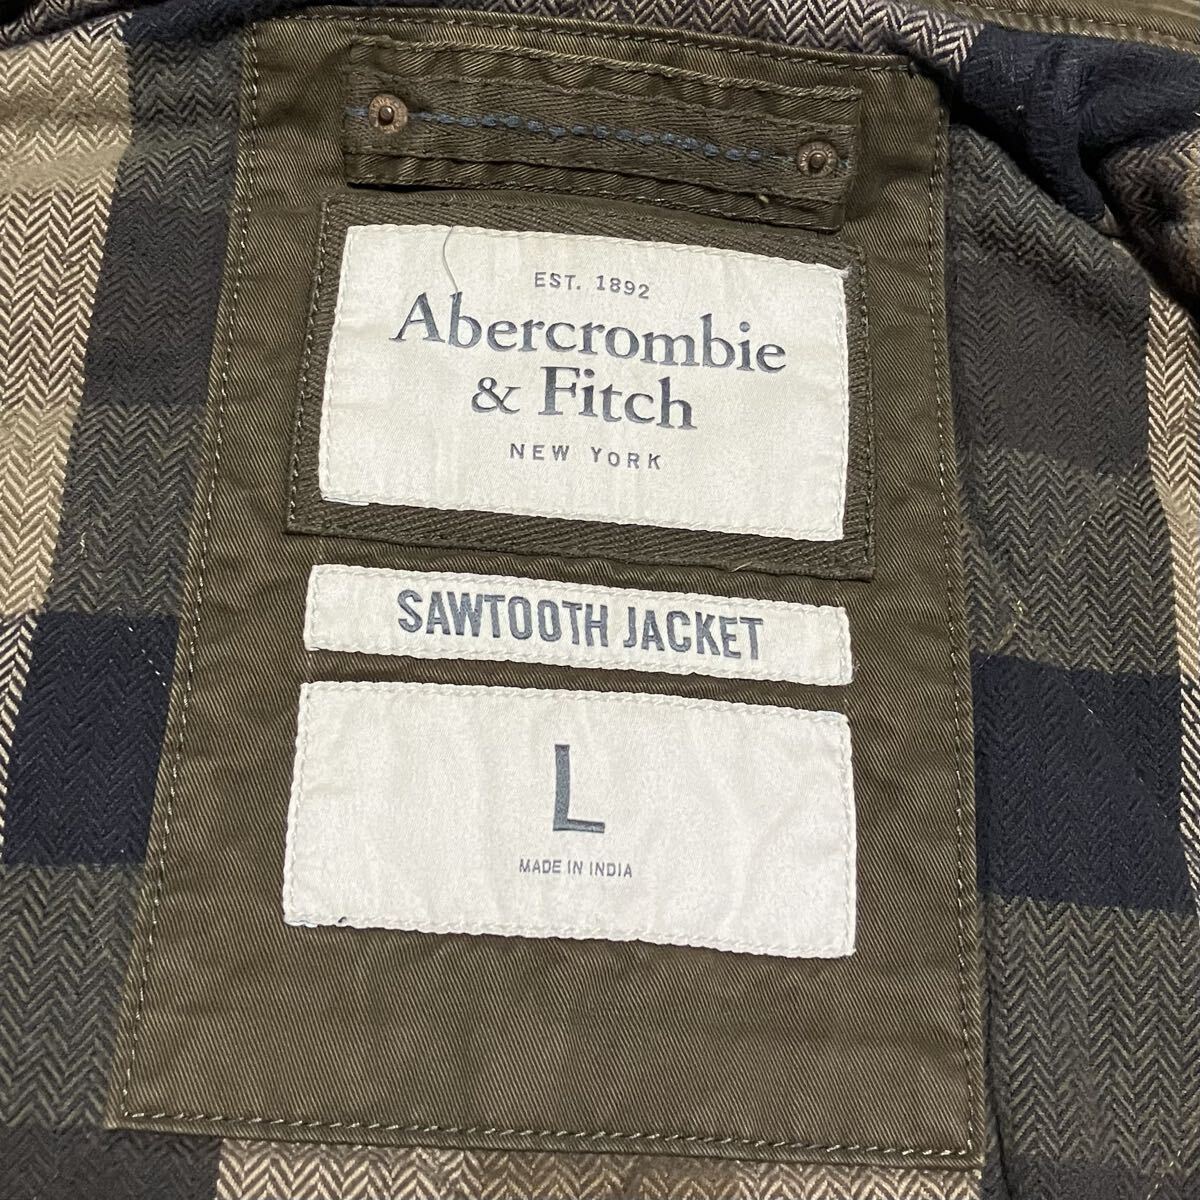 EST. 1892
Abercrombie
& Fitch
NEW YORK
SAWTOOTH JACKET
L
MADE IN INDIA